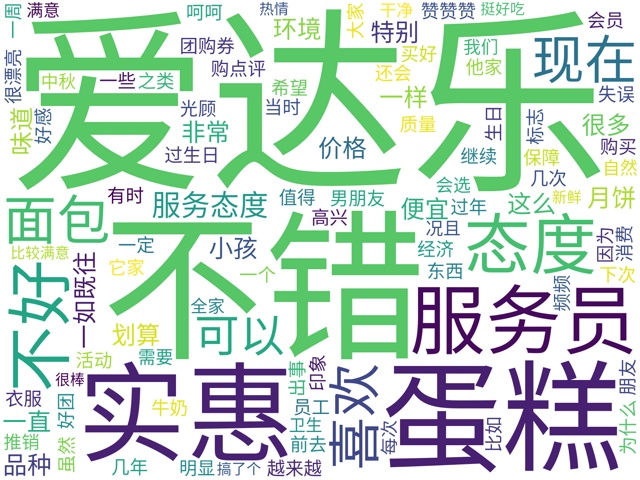 一周
满意
呵呵
热情
大家
干净
赞赞赞
挺好吃
爱达乐
团购券
环境
特别
买好
我们
会员
很漂亮
中秋
一些
之类
购点评
还会
他家
现在
味道
好感
光顾
希望
当时
一样
生日
标志
失误
非常
质量
很多
过生日
价格
继续
保障
购买
自然
有时
值得
男朋友
会选
几次
新鲜
面包
服务态度
高兴
便宜
过年
这么
月饼
比较满意
一定
小孩
不错
况且
态度
因为
消费
它家
一个
经济
东西
下次
不好
一如既往
全家
频频
划算
可以
服务员
活动
需要
实惠
出事
印象
喜欢
蛋糕
衣服
很棒
朋友
一直
好团
牛奶
员工
为什么
推销
虽然
卫生
每次
比如
品种
前去
几年
明显
搞了个
越来越